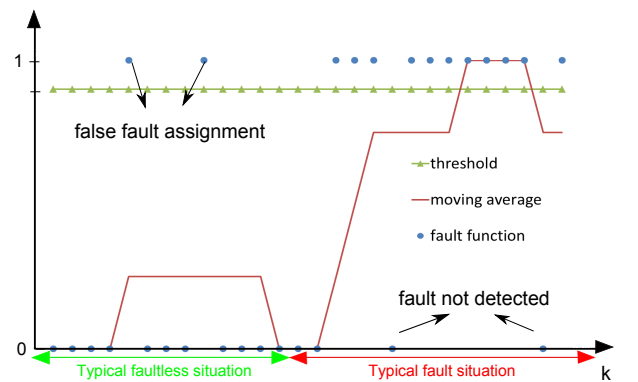 1
false fault assignment
threshold
moving average
fault function
fault not detected
0
Typical faultless situation
Typical fault situation
k